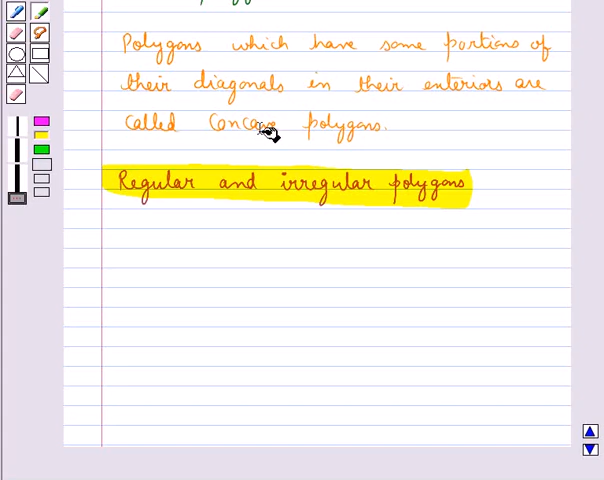 Polygons which have some portions of
their diagonals in their exteriors are
called Concave polygons.
Regular and irregular polygons